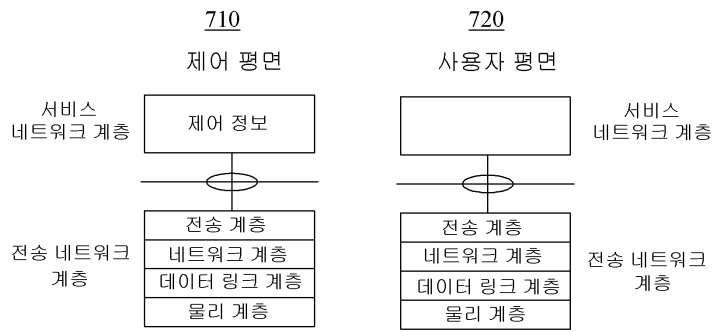 710
제어 평면
서비스
네트워크 계층
제어 정보
전송 네트워크
계층
전송 계층
네트워크 계층
데이터 링크 계층
물리 계층
720
사용자 평면
서비스
네트워크 계층
전송 계층
네트워크 계층
데이터 링크 계층
물리 계층
전송 네트워크
계층